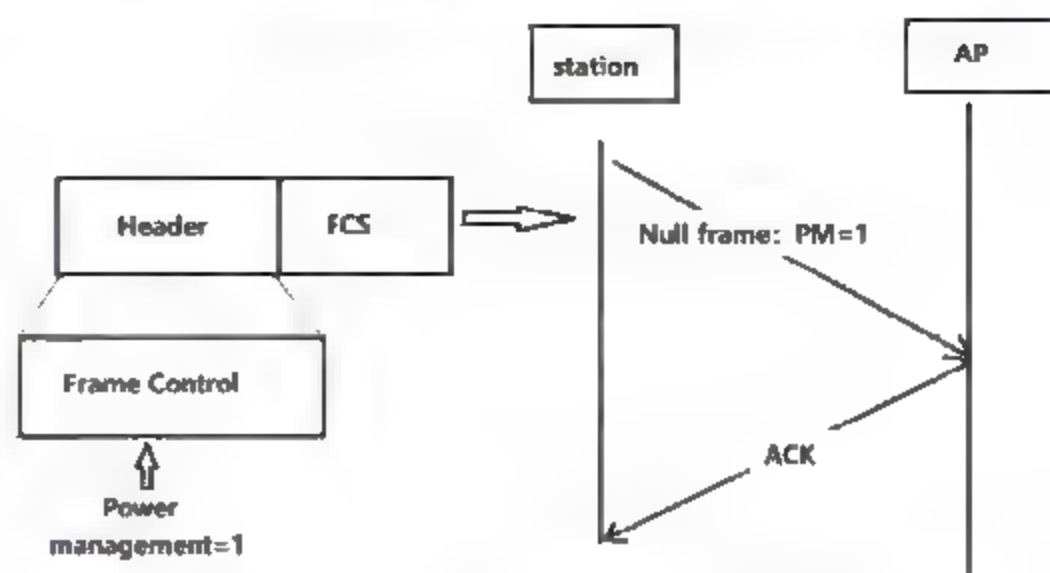 station
AP
Header
FCS
Null frame: PM=1
Frame Control
ACK
Power
management=1